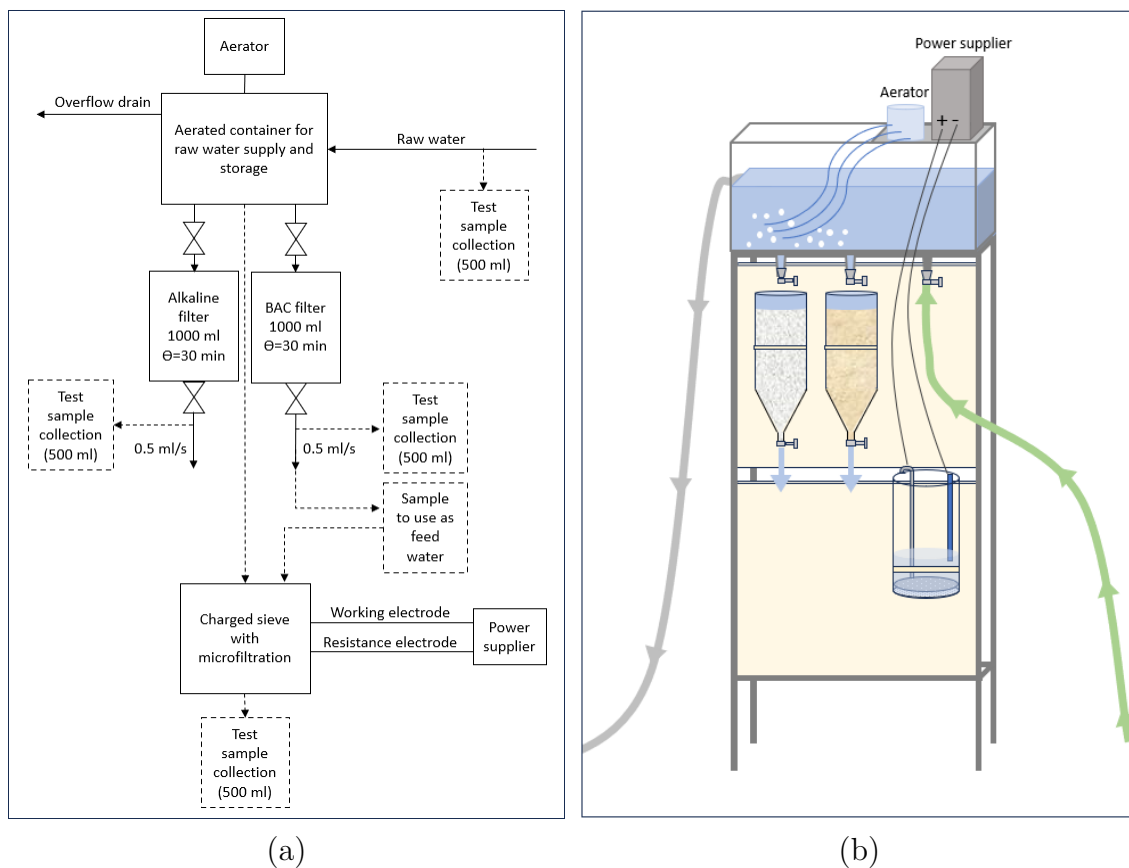 Aerator
Overflow drain
Aerated container for
raw water supply and
storage
Raw water
Test
sample
collection
(500 ml)
Alkaline
filter
1000 ml
Θ=30 min
BAC filter
1000 ml
Θ=30 min
Test
sample
collection
(500 ml)
0.5 ml/s
0.5 ml/s
Test
sample
collection
(500 ml)
Sample
to use as
feed
water
Charged sieve
with
microfiltration
Working electrode
Resistance electrode
Power
supplier
Test
sample
collection
(500 ml)
(a)
Power supplier
Aerator
+ -
(b)